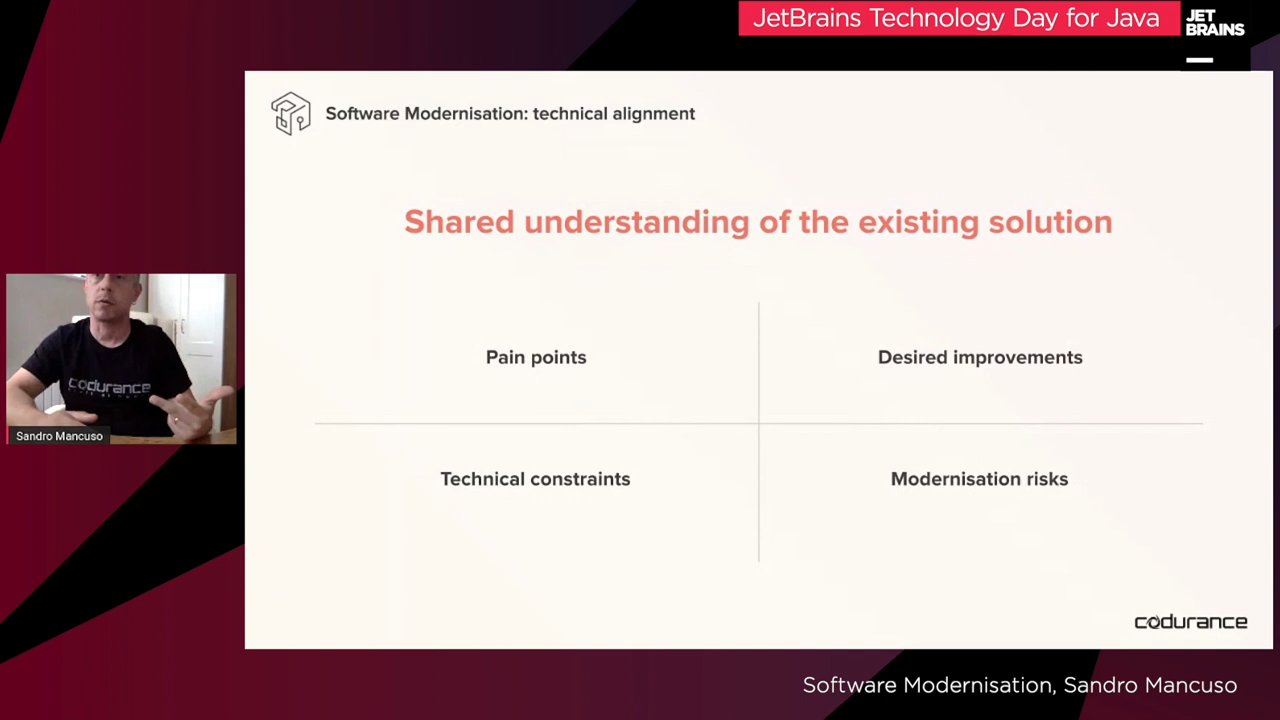 JetBrains Technology Day for Java
JET
BRAINS
Software Modernisation: technical alignment
Shared understanding of the existing solution
Pain points
Desired improvements
Technical constraints
Modernisation risks
codurance
Sandro Mancuso
codurance
Software Modernisation, Sandro Mancuso